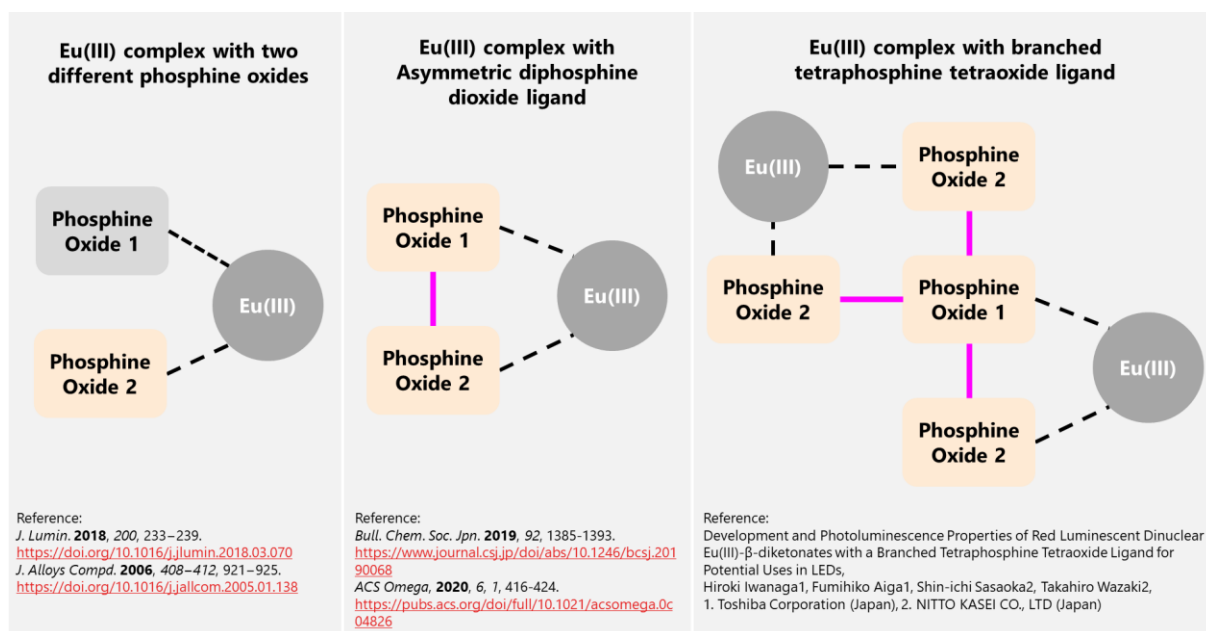 Eu(III) complex with two
different phosphine oxides
Phosphine
Oxide 1
Eu(III)
Phosphine
Oxide 2
Reference:
J. Lumin. 2018, 200, 233–239.
https://doi.org/10.1016/j.jlumin.2018.03.070
J. Alloys Compd. 2006, 408–412, 921–925.
https://doi.org/10.1016/j.jallcom.2005.01.138
Eu(III) complex with
Asymmetric diphosphine
dioxide ligand
Phosphine
Oxide 1
Eu(III)
Phosphine
Oxide 2
Reference:
Bull. Chem. Soc. Jpn. 2019, 92, 1385-1393.
https://www.journal.csj.jp/doi/abs/10.1246/bcsj.201
90068
ACS Omega, 2020, 6, 1, 416-424.
https://pubs.acs.org/doi/full/10.1021/acsomega.0c
04826
Eu(III) complex with branched
tetraphosphine tetraoxide ligand
Eu(III)
Phosphine
Oxide 2
Phosphine
Oxide 2
Phosphine
Oxide 1
Eu(III)
Phosphine
Oxide 2
Reference:
Development and Photoluminescence Properties of Red Luminescent Dinuclear
Eu(III)-β-diketonates with a Branched Tetraphosphine Tetraoxide Ligand for
Potential Uses in LEDs,
Hiroki Iwanaga1, Fumihiko Aiga1, Shin-ichi Sasaoka2, Takahiro Wazaki2,
1. Toshiba Corporation (Japan), 2. NITTO KASEI CO., LTD (Japan)